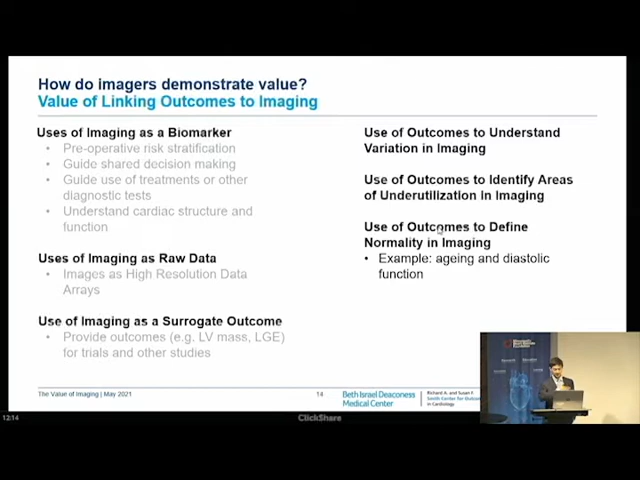 How do imagers demonstrate value?
Value of Linking Outcomes to Imaging
Uses of Imaging as a Biomarker
• Pre-operative risk stratification
• Guide shared decision making
• Guide use of treatments or other
diagnostic tests
• Understand cardiac structure and
function
Uses of Imaging as Raw Data
• Images as High Resolution Data
Arrays
Use of Imaging as a Surrogate Outcome
• Provide outcomes (e.g. LV mass, LGE)
for trials and other studies
Use of Outcomes to Understand
Variation in Imaging
Use of Outcomes to Identify Areas
of Underutilization in Imaging
Use of Outcomes to Define
Normality in Imaging
• Example: ageing and diastolic
function
The Value of Imaging | May 2021
14
Beth Israel Deaconess
Medical Center
Richard A. and Susan F.
Smith Center for
in Cardiology
12:14
ClickShare